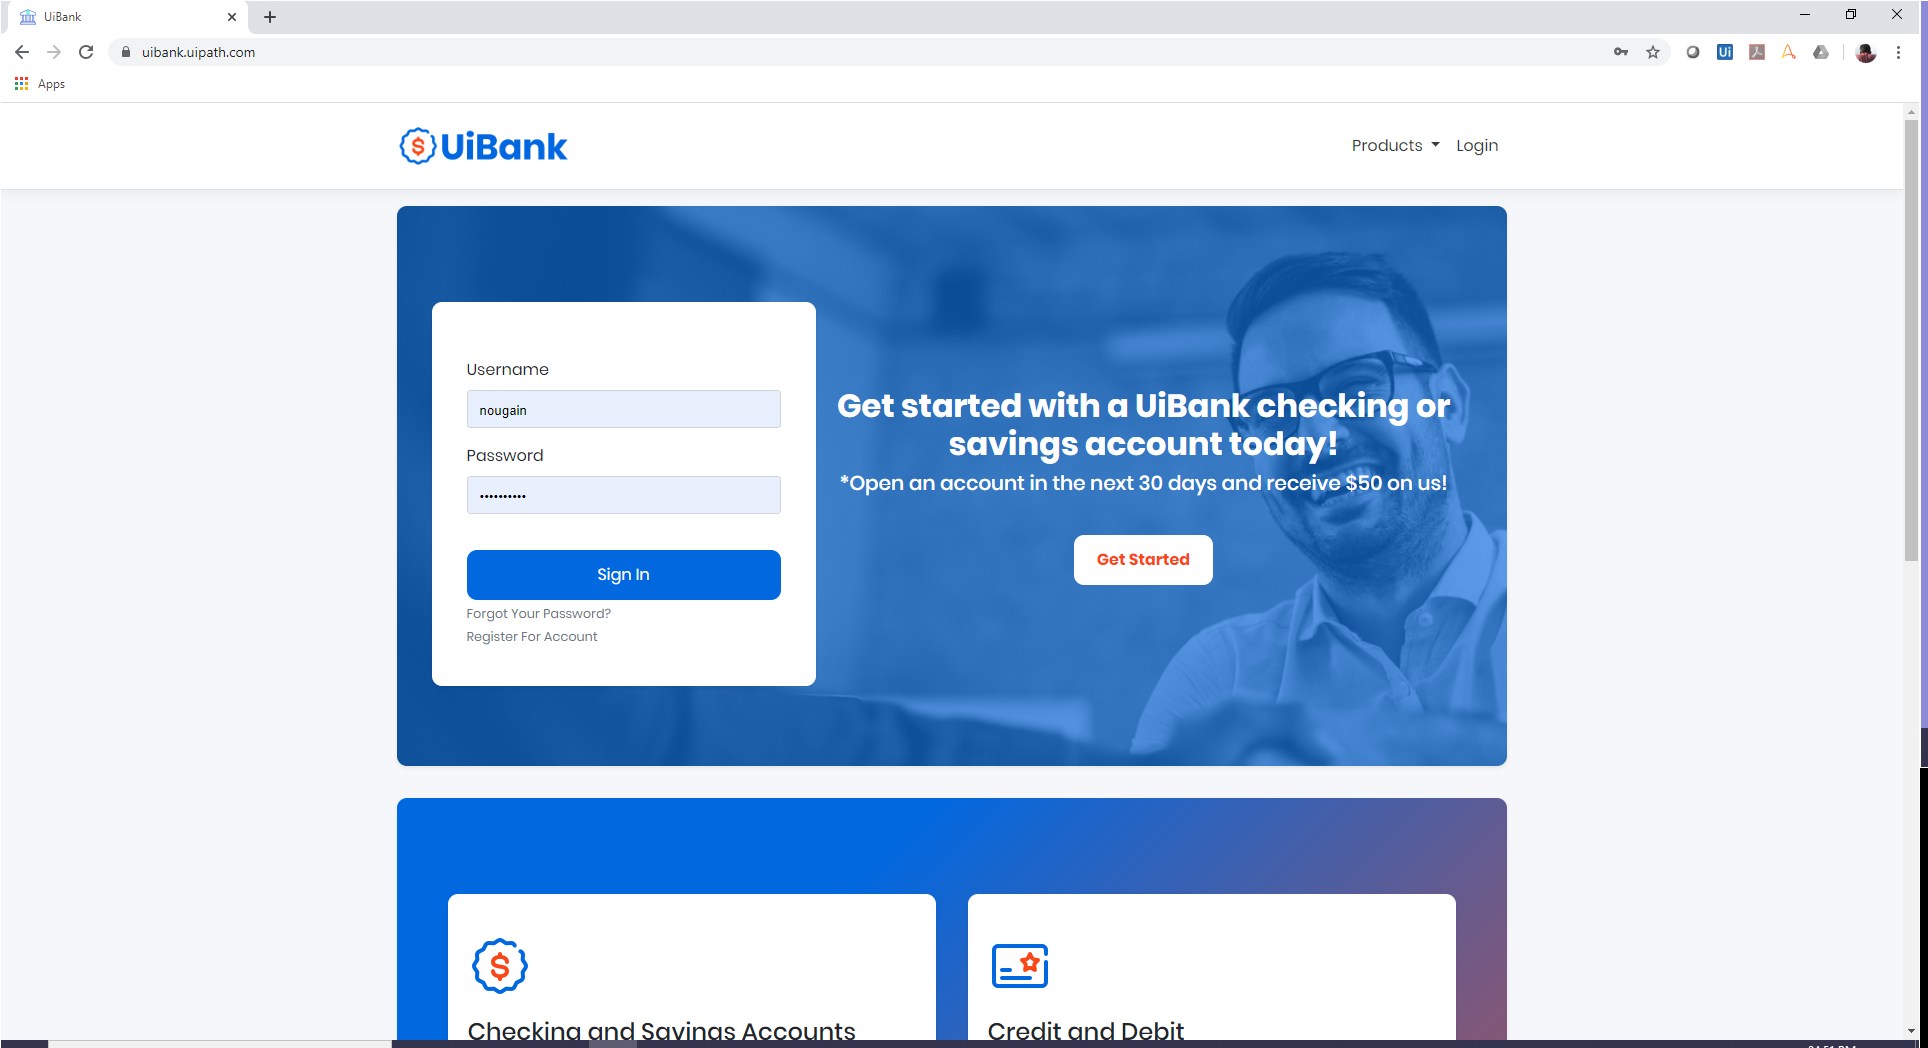 UiBank
uibank.uipath.com
Ui
Apps
UiBank
Products
Login
Username
nougain
Password
Sign In
Forgot Your Password?
Register For Account
Get started with a UiBank checking or
savings account today!
*Open an account in the next 30 days and receive $50 on us!
Get Started
Checking and Savings Accounts
Credit and Debit